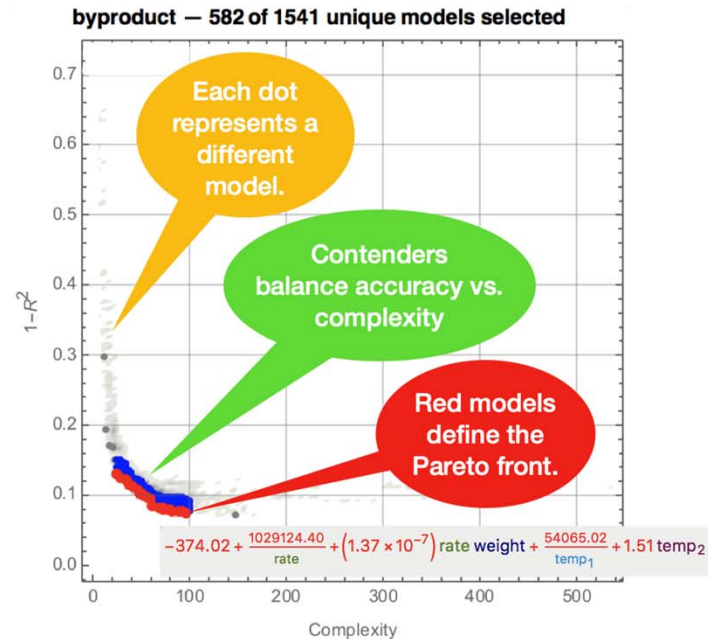 byproduct — 582 of 1541 unique models selected
0.7
0.6
0.5
0.4
0.3
0.2
0.1
0.0
1-R²
Each dot
represents a
different
model.
Contenders
balance accuracy vs.
complexity
Red models
define the
Pareto front.
-374.02 + 1029124.40/rate + (1.37 × 10⁻⁷) rate weight + 54065.02/temp₁ + 1.51 temp₂
0 100 200 300 400 500
Complexity